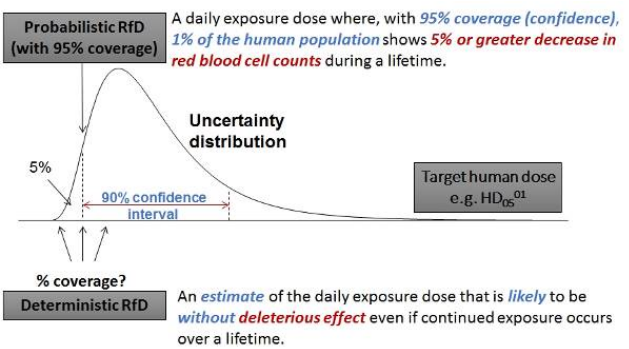 Probabilistic RfD
(with 95% coverage)
A daily exposure dose where, with 95% coverage (confidence),
1% of the human population shows 5% or greater decrease in
red blood cell counts during a lifetime.
Uncertainty
distribution
5%
90% confidence
interval
Target human dose
e.g. HD₀₅⁰¹
% coverage?
Deterministic RfD
An estimate of the daily exposure dose that is likely to be
without deleterious effect even if continued exposure occurs
over a lifetime.